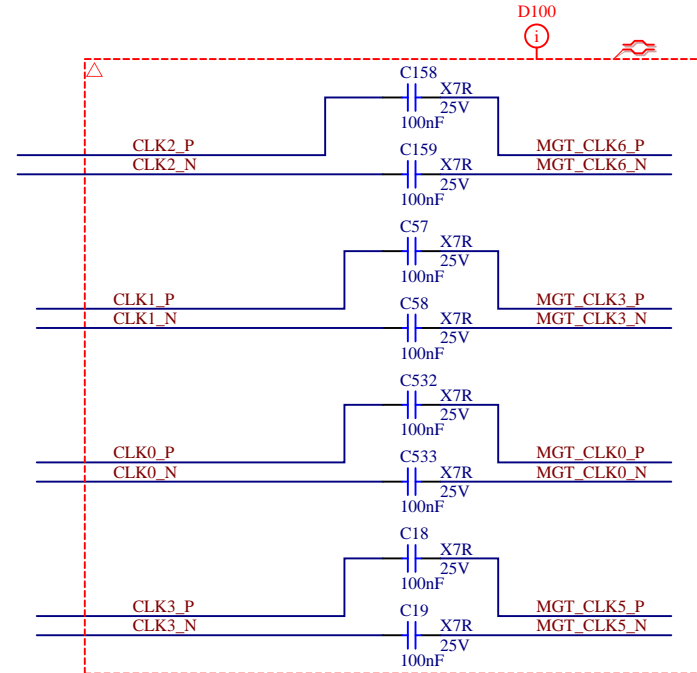 D100
i
C158
X7R
25V
100nF
CLK2_P
MGT_CLK6_P
CLK2_N
C159
MGT_CLK6_N
X7R
25V
100nF
C57
X7R
25V
100nF
CLK1_P
MGT_CLK3_P
CLK1_N
C58
MGT_CLK3_N
X7R
25V
100nF
C532
X7R
25V
100nF
CLK0_P
MGT_CLK0_P
CLK0_N
C533
MGT_CLK0_N
X7R
25V
100nF
C18
X7R
25V
100nF
CLK3_P
MGT_CLK5_P
CLK3_N
C19
MGT_CLK5_N
X7R
25V
100nF